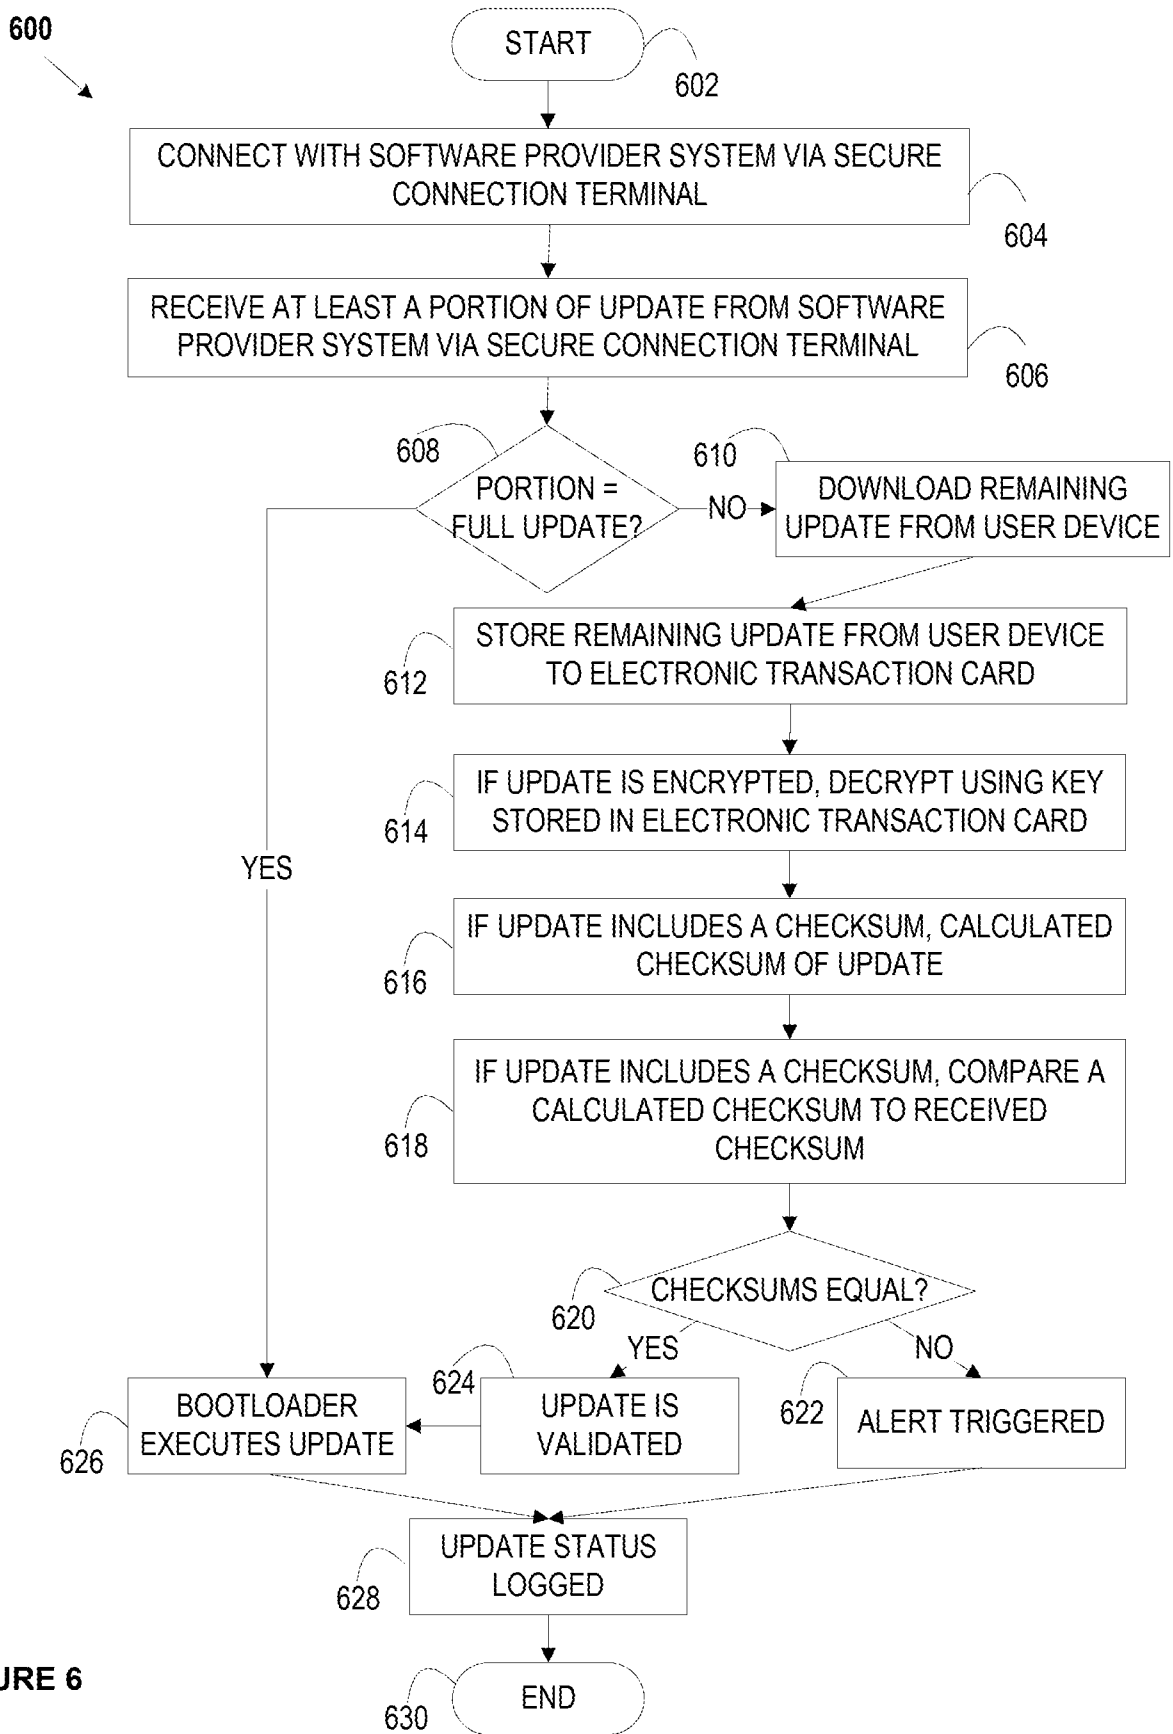 600
START
602
CONNECT WITH SOFTWARE PROVIDER SYSTEM VIA SECURE
CONNECTION TERMINAL
604
RECEIVE AT LEAST A PORTION OF UPDATE FROM SOFTWARE
PROVIDER SYSTEM VIA SECURE CONNECTION TERMINAL
606
608
PORTION =
FULL UPDATE?
NO
610
DOWNLOAD REMAINING
UPDATE FROM USER DEVICE
STORE REMAINING UPDATE FROM USER DEVICE
TO ELECTRONIC TRANSACTION CARD
612
IF UPDATE IS ENCRYPTED, DECRYPT USING KEY
STORED IN ELECTRONIC TRANSACTION CARD
614
YES
IF UPDATE INCLUDES A CHECKSUM, CALCULATED
CHECKSUM OF UPDATE
616
IF UPDATE INCLUDES A CHECKSUM, COMPARE A
CALCULATED CHECKSUM TO RECEIVED
CHECKSUM
618
CHECKSUMS EQUAL?
620
YES
NO
624
UPDATE IS
VALIDATED
622
ALERT TRIGGERED
BOOTLOADER
EXECUTES UPDATE
626
UPDATE STATUS
LOGGED
628
END
630
URE 6